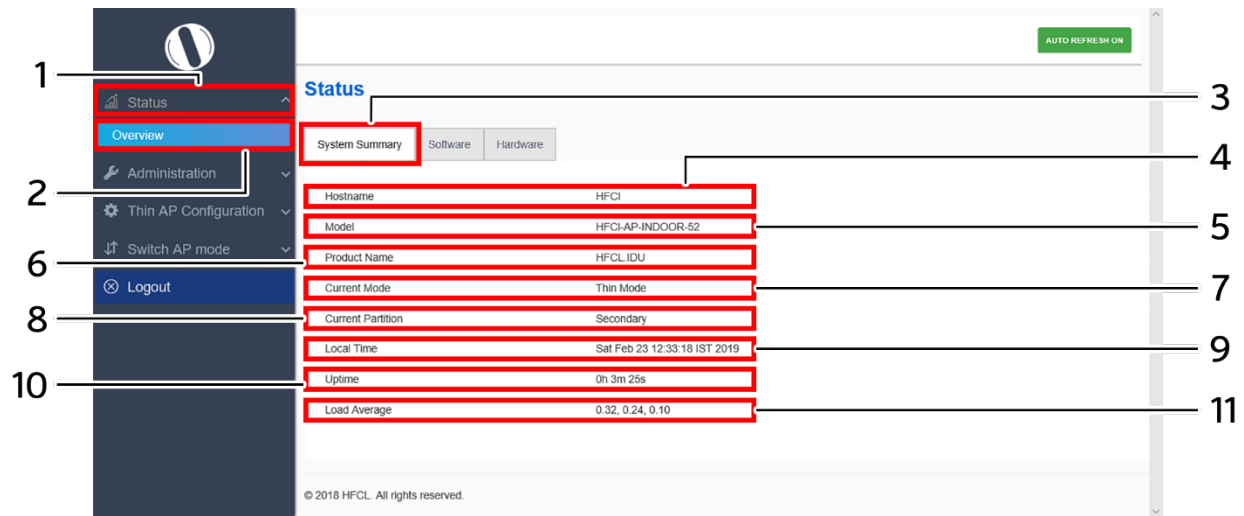 AUTO REFRESH ON
1
Status
Status
3
Overview
System Summary Software Hardware
4
Administration
2
Hostname HFCI
Thin AP Configuration
Model HFCI-AP-INDOOR-52
5
Switch AP mode
6
Product Name HFCL.IDU
Logout
Current Mode Thin Mode
7
8
Current Partition Secondary
Local Time Sat Feb 23 12:33:18 IST 2019
9
10
Uptime 0h 3m 25s
Load Average 0.32, 0.24, 0.10
11
© 2018 HFCL. All rights reserved.